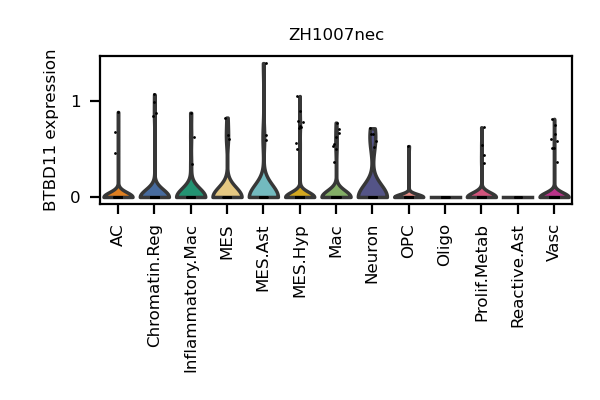 ZH1007nec
BTBD11 expression
1
0
AC
Chromatin.Reg
Inflammatory.Mac
MES
MES.Ast
MES.Hyp
Mac
Neuron
OPC
Oligo
Prolif.Metab
Reactive.Ast
Vasc